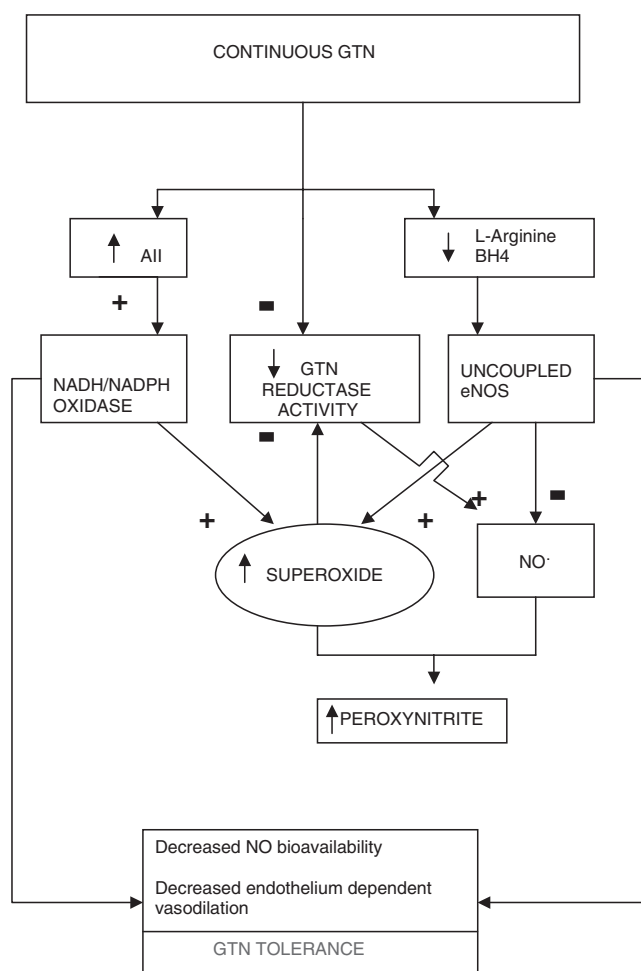 CONTINUOUS GTN
↑ AII
↓ L-Arginine
BH4
+
-
NADH/NADPH
OXIDASE
↓ GTN
REDUCTASE
ACTIVITY
UNCOUPLED
eNOS
-
+
+
+
-
↑ SUPEROXIDE
NO·
↑ PEROXYNITRITE
Decreased NO bioavailability
Decreased endothelium dependent
vasodilation
GTN TOLERANCE